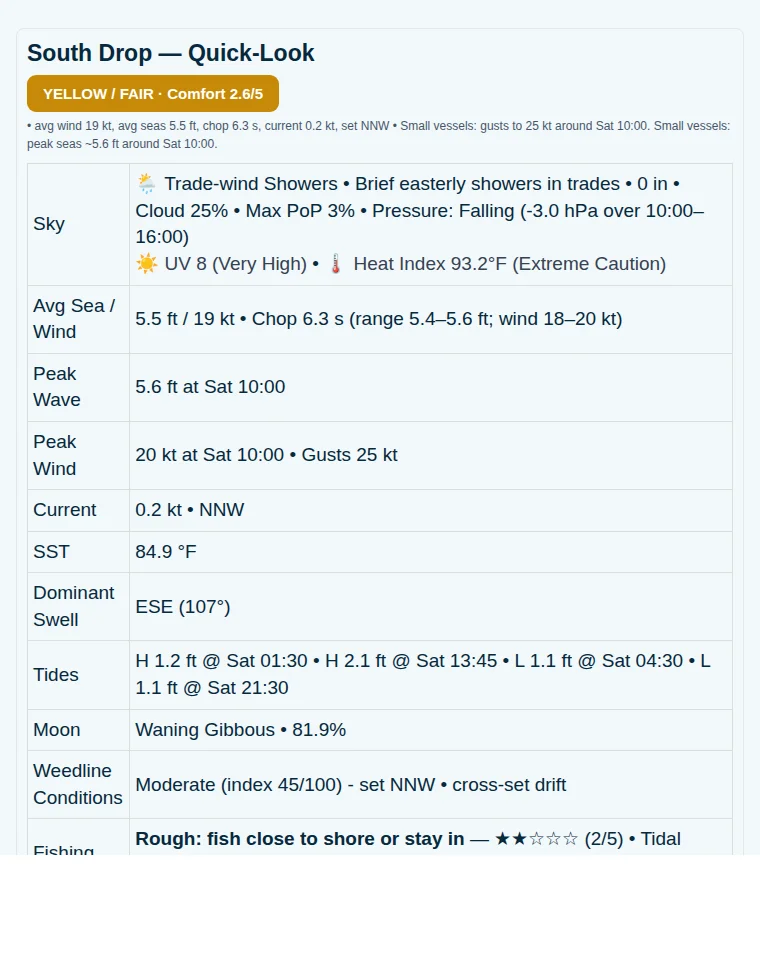 South Drop — Quick-Look
YELLOW / FAIR · Comfort 2.6/5
• avg wind 19 kt, avg seas 5.5 ft, chop 6.3 s, current 0.2 kt, set NNW • Small vessels: gusts to 25 kt around Sat 10:00. Small vessels:
peak seas ~5.6 ft around Sat 10:00.
Sky
🌦️ Trade-wind Showers • Brief easterly showers in trades • 0 in •
Cloud 25% • Max PoP 3% • Pressure: Falling (-3.0 hPa over 10:00–
16:00)
☀️ UV 8 (Very High) • 🌡️ Heat Index 93.2°F (Extreme Caution)
Avg Sea /
Wind
5.5 ft / 19 kt • Chop 6.3 s (range 5.4–5.6 ft; wind 18–20 kt)
Peak
Wave
5.6 ft at Sat 10:00
Peak
Wind
20 kt at Sat 10:00 • Gusts 25 kt
Current
0.2 kt • NNW
SST
84.9 °F
Dominant
Swell
ESE (107°)
Tides
H 1.2 ft @ Sat 01:30 • H 2.1 ft @ Sat 13:45 • L 1.1 ft @ Sat 04:30 • L
1.1 ft @ Sat 21:30
Moon
Waning Gibbous • 81.9%
Weedline
Conditions
Moderate (index 45/100) - set NNW • cross-set drift
Fishing
Rough: fish close to shore or stay in — ★★☆☆☆ (2/5) • Tidal